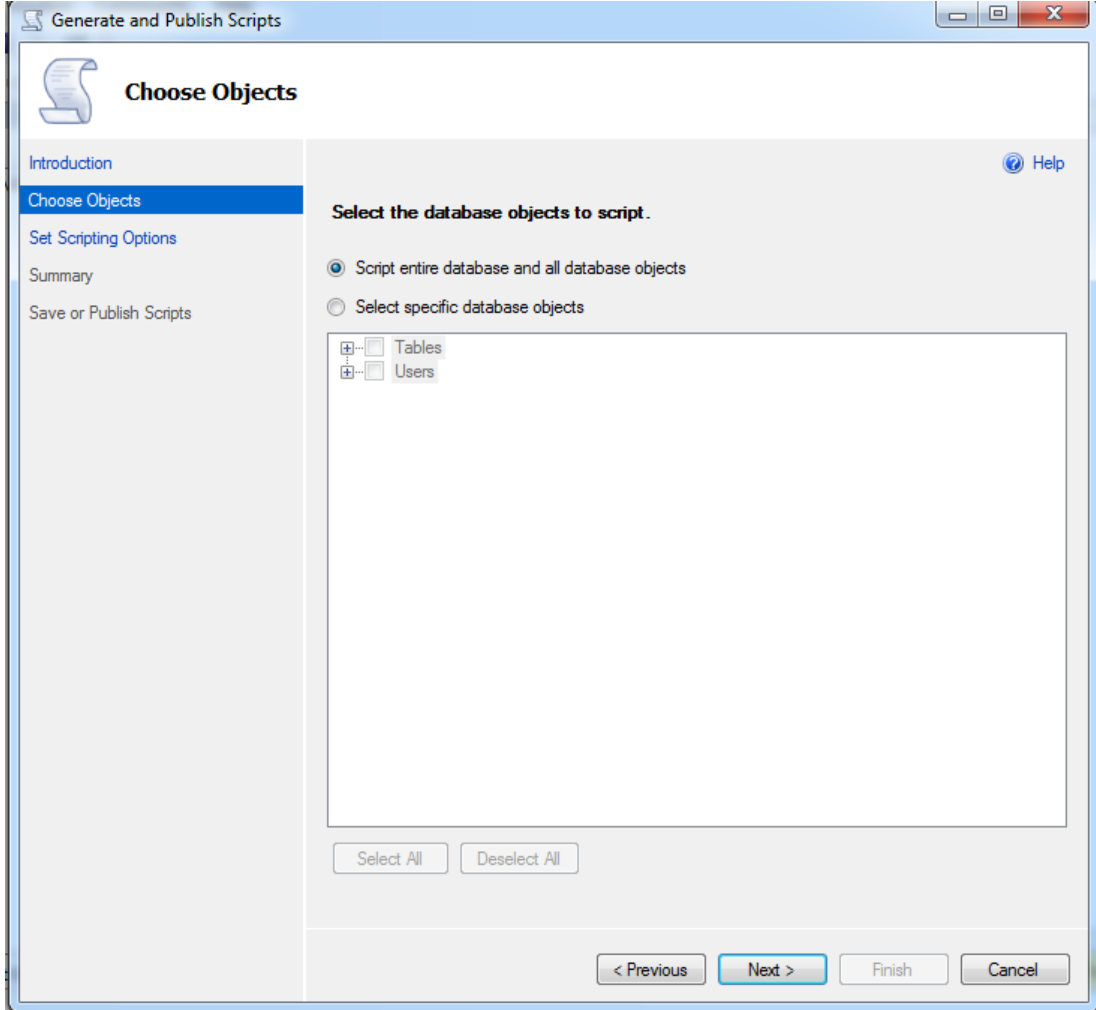 Generate and Publish Scripts
Choose Objects
Introduction
Choose Objects
Set Scripting Options
Summary
Save or Publish Scripts
Help
Select the database objects to script.
Script entire database and all database objects
Select specific database objects
Tables
Users
Select All Deselect All
< Previous Next > Finish Cancel